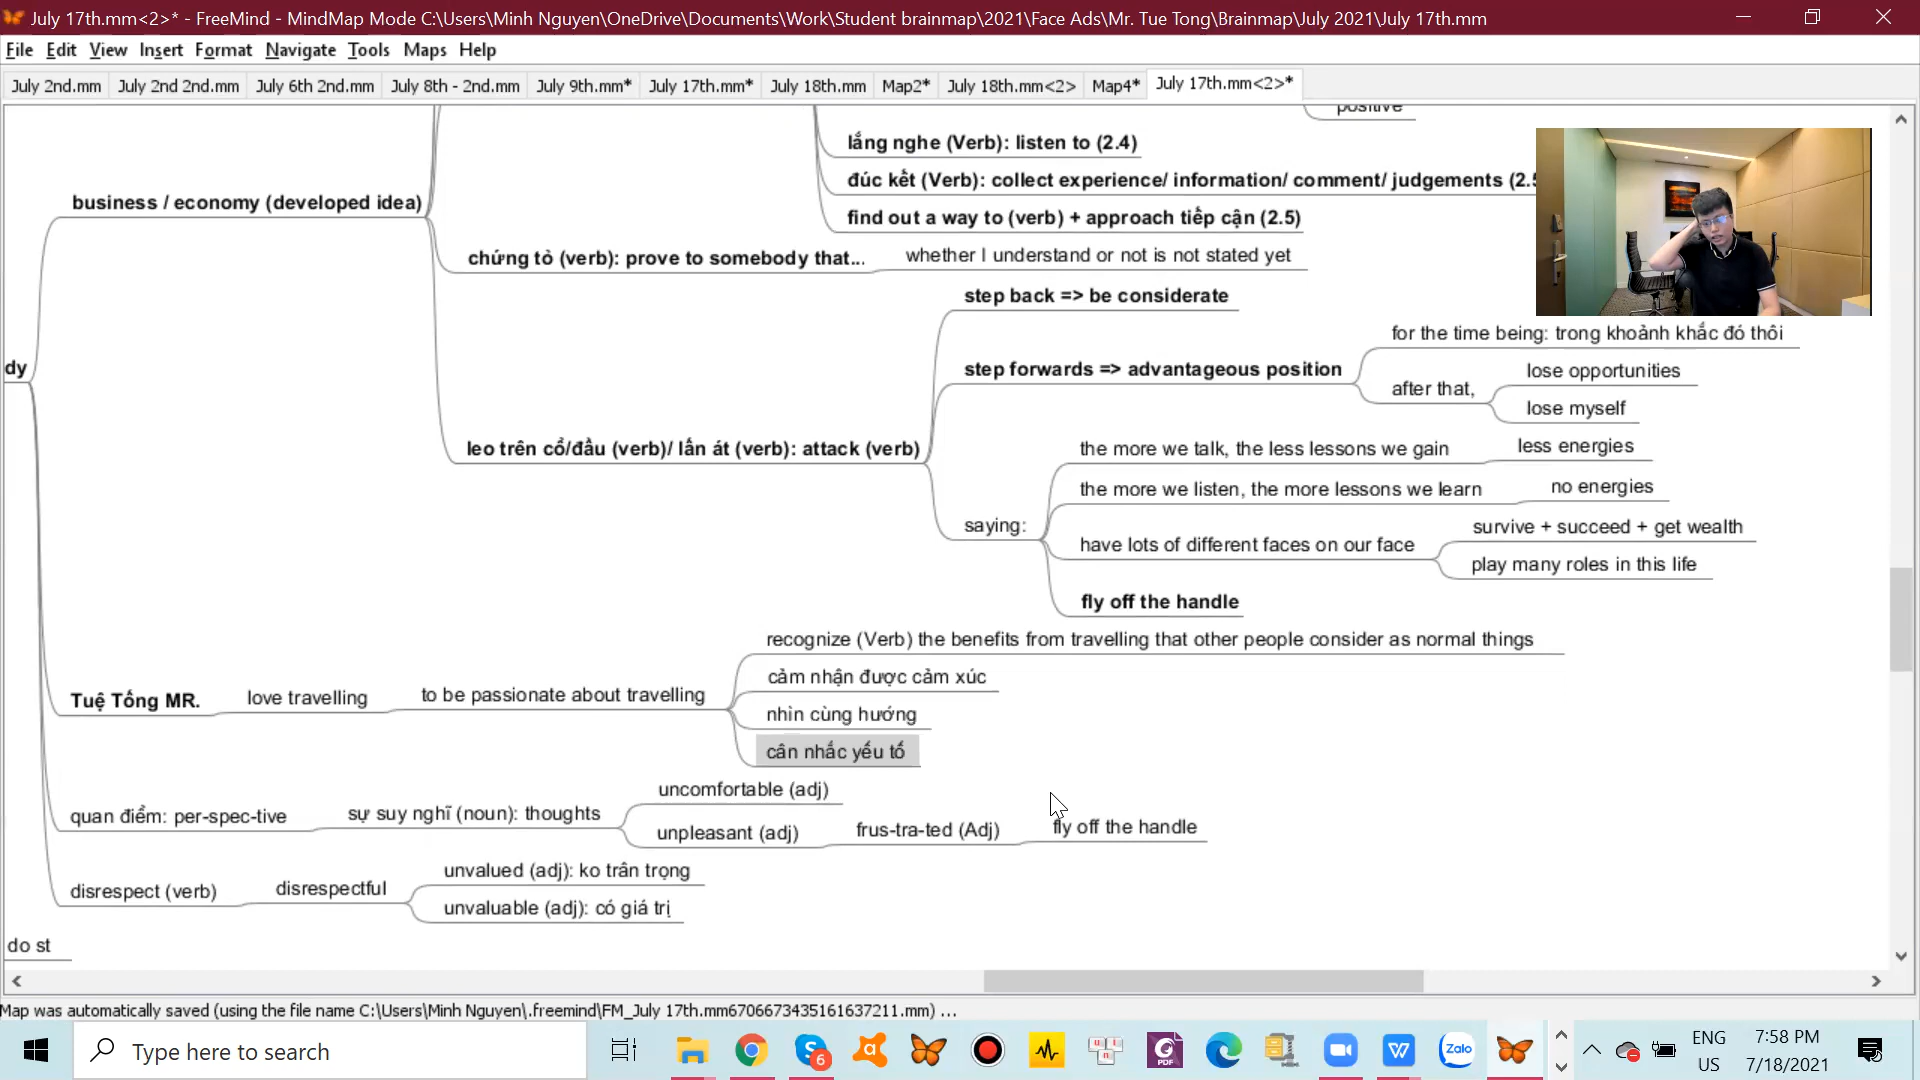 July 17th.mm<2>* - FreeMind - MindMap Mode C:\Users\Minh Nguyen\OneDrive\Documents\Work\Student brainmap\2021\Face Ads\Mr. Tue Tong\Brainmap\July 2021\July 17th.mm
File Edit View Insert Format Navigate Tools Maps Help
July 2nd.mm July 2nd 2nd.mm July 6th 2nd.mm July 8th - 2nd.mm July 9th.mm* July 17th.mm* July 18th.mm Map2* July 18th.mm<2> Map4* July 17th.mm<2>*
positive
lắng nghe (Verb): listen to (2.4)
đúc kết (Verb): collect experience/ information/ comment/ judgements (2.5
find out a way to (verb) + approach tiếp cận (2.5)
business / economy (developed idea)
chứng tỏ (verb): prove to somebody that...
whether I understand or not is not stated yet
step back => be considerate
step forwards => advantageous position
for the time being: trong khoảnh khắc đó thôi
after that,
lose opportunities
lose myself
dy
leo trên cổ/đầu (verb)/ lấn át (verb): attack (verb)
saying:
the more we talk, the less lessons we gain
less energies
the more we listen, the more lessons we learn
no energies
have lots of different faces on our face
survive + succeed + get wealth
play many roles in this life
fly off the handle
Tuệ Tống MR.
love travelling
to be passionate about travelling
recognize (Verb) the benefits from travelling that other people consider as normal things
cảm nhận được cảm xúc
nhìn cùng hướng
cân nhắc yếu tố
quan điểm: per-spec-tive
sự suy nghĩ (noun): thoughts
uncomfortable (adj)
unpleasant (adj)
frus-tra-ted (Adj)
fly off the handle
disrespect (verb)
disrespectful
unvalued (adj): ko trân trọng
unvaluable (adj): có giá trị
do st
Map was automatically saved (using the file name C:\Users\Minh Nguyen\.freemind\FM_July 17th.mm6706673435161637211.mm) ...
Type here to search
6
Zalo
ENG
US
7:58 PM
7/18/2021